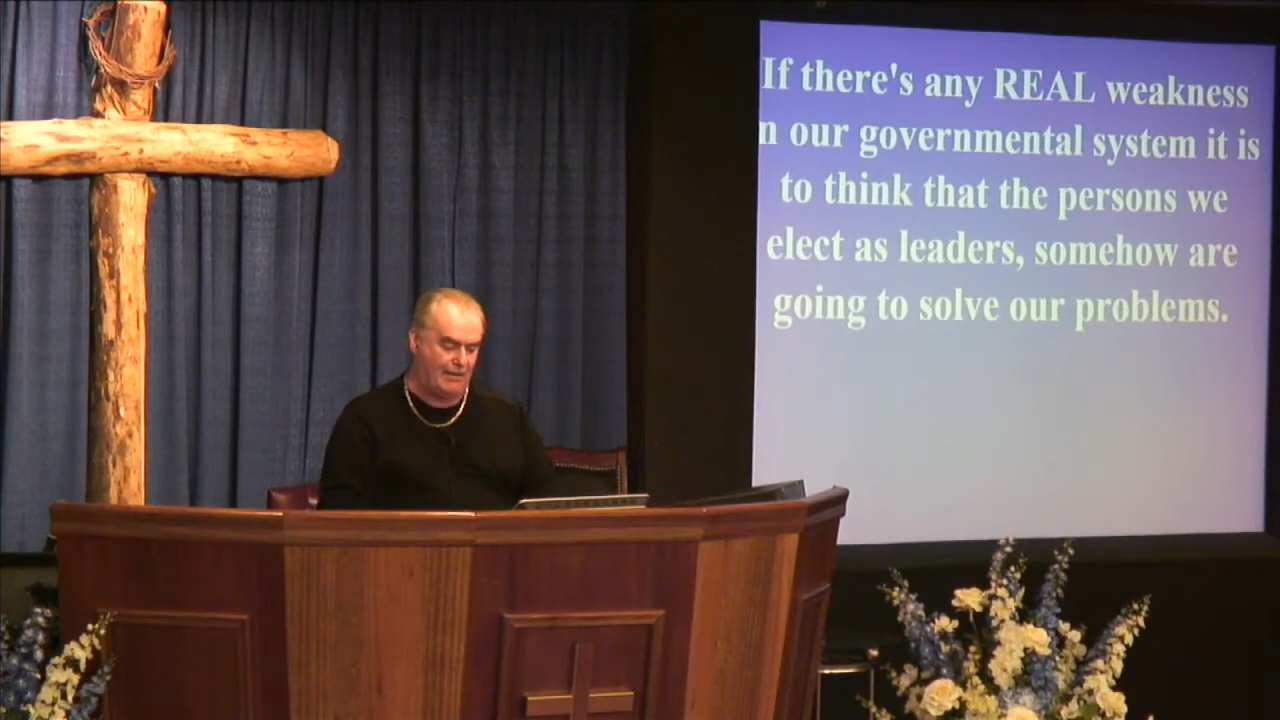 If there's any REAL weakness
n our governmental system it is
to think that the persons we
elect as leaders, somehow are
going to solve our problems.